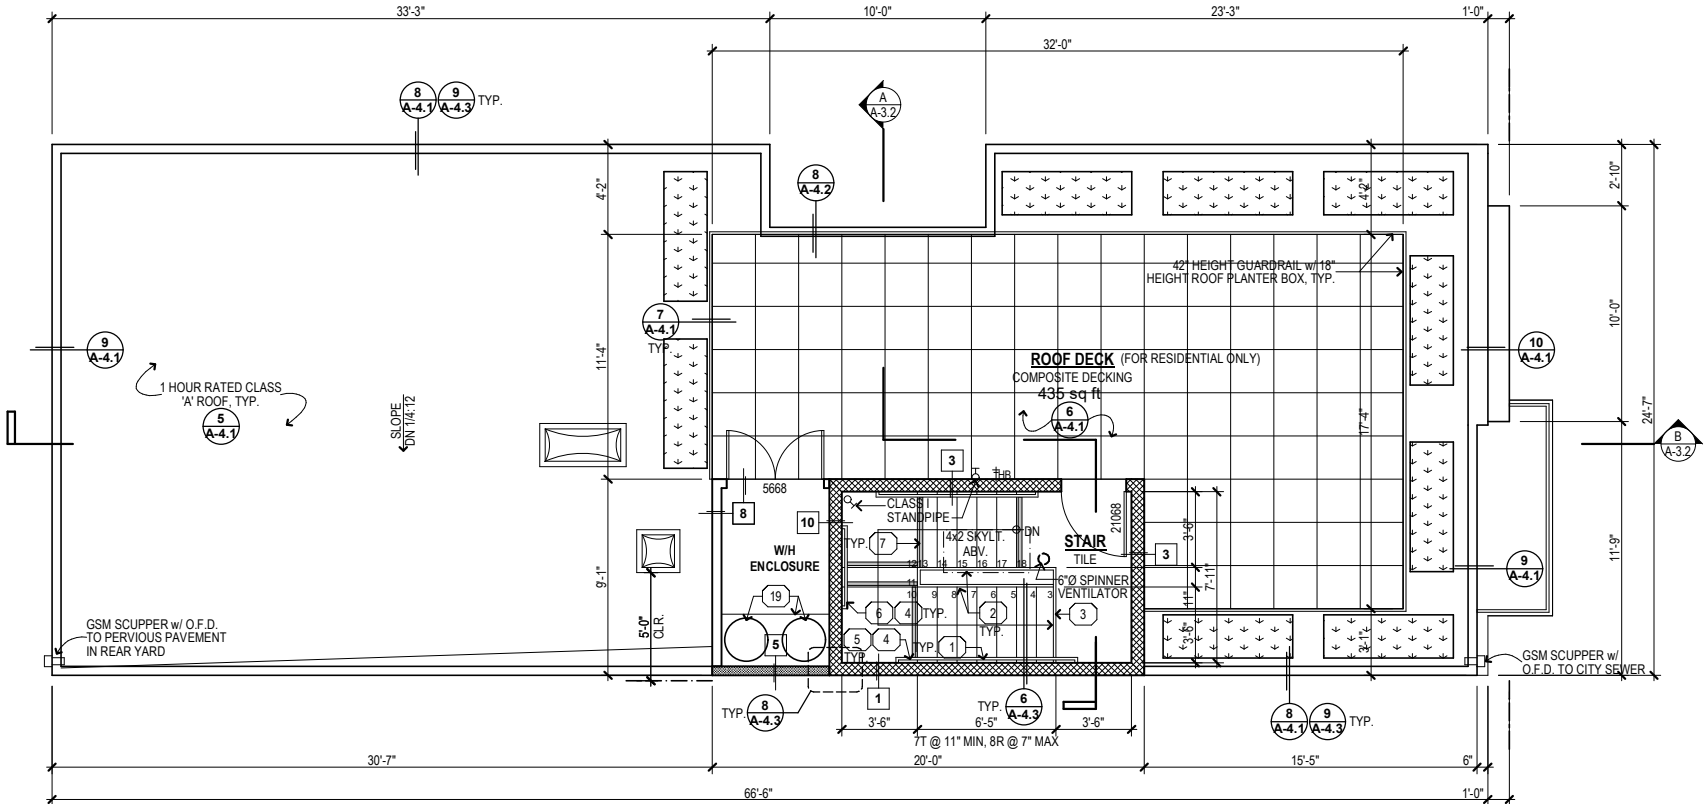 33'-3"
10'-0"
23'-3"
1'-0"
32'-0"
8
A-4.1
9
A-4.3
TYP.
A
A-3.2
8
A-4.2
4'-2"
4'-2"
2'-10"
42" HEIGHT GUARDRAIL w/ 18"
HEIGHT ROOF PLANTER BOX, TYP.
7
A-4.1
TYP.
9
A-4.1
11'-4"
10'-0"
10
A-4.1
ROOF DECK (FOR RESIDENTIAL ONLY)
COMPOSITE DECKING
435 sq ft
6
A-4.1
1 HOUR RATED CLASS
'A' ROOF, TYP.
5
A-4.1
SLOPE
DN 1/4:12
17'-4"
24'-7"
B
A-3.2
3
HB
5668
8
10
CLASS I
STANDPIPE
21068
3'-6"
7'-11"
DN
4x2 SKYLT.
ABV.
TYP.
7
STAIR
TILE
3
W/H
ENCLOSURE
12 13 14 15 16 17 18
11
10 9 8 7 6 5 4 3
6"Ø SPINNER
VENTILATOR
9
A-4.1
11'-9"
9'-1"
11"
19
6
4
TYP.
2
TYP.
3
5'-0"
CLR.
GSM SCUPPER w/ O.F.D.
TO PERVIOUS PAVEMENT
IN REAR YARD
5
5
4
TYP.
TYP.
1
3'-6"
3'-1"
GSM SCUPPER w/
O.F.D. TO CITY SEWER
1
TYP.
8
A-4.3
TYP.
6
A-4.3
8
A-4.1
9
A-4.3
TYP.
3'-6"
6'-5"
3'-6"
7T @ 11" MIN, 8R @ 7" MAX
30'-7"
20'-0"
15'-5"
6"
66'-6"
1'-0"